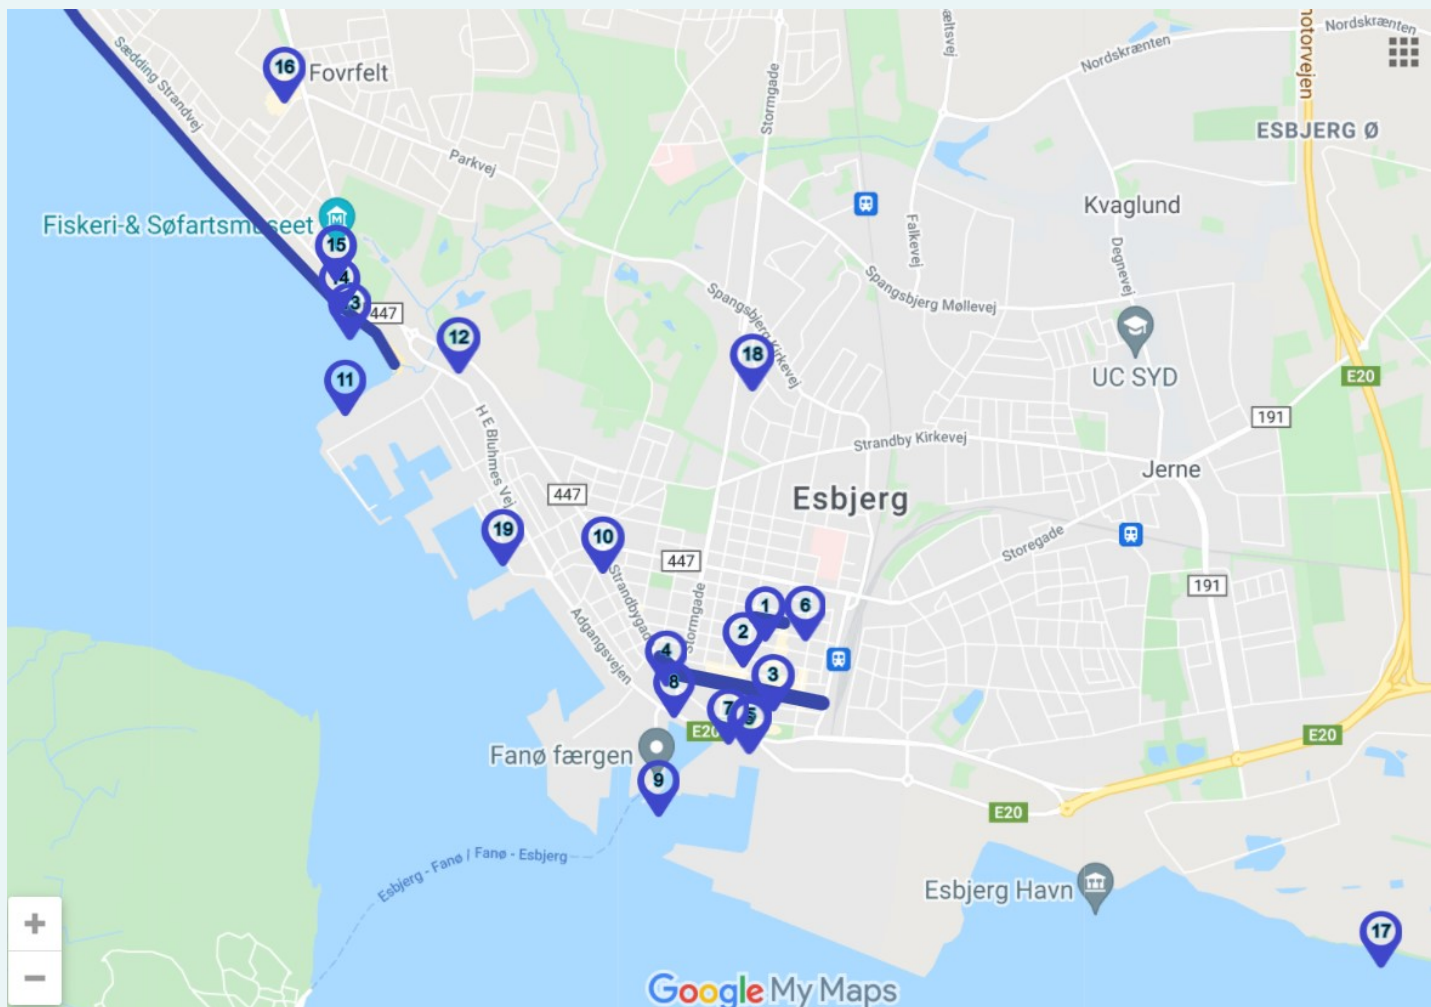 Nordskrænten
æltsvej
notorvejen
16
Fovrfelt
Sædding Strandvej
Stormgade
Nordskrænten
ESBJERG Ø
Parkvej
Kvaglund
Fiskeri-& Søfartsmuseet
M
Falkevej
Degnevej
15
14
Spangsbjerg Møllevej
Spangsbjerg Kirkevej
3
447
12
18
11
UC SYD
E20
191
H E Bluhmes Vej
Strandby Kirkevej
Jerne
Esbjerg
447
19
10
447
Storegade
191
Strandbygade
Stormgade
Adgangsvejen
1
6
2
4
3
8
7
5
E20
E20
Fanø færgen
9
E20
Esbjerg - Fanø / Fanø - Esbjerg
Esbjerg Havn
17
+
−
Google My Maps